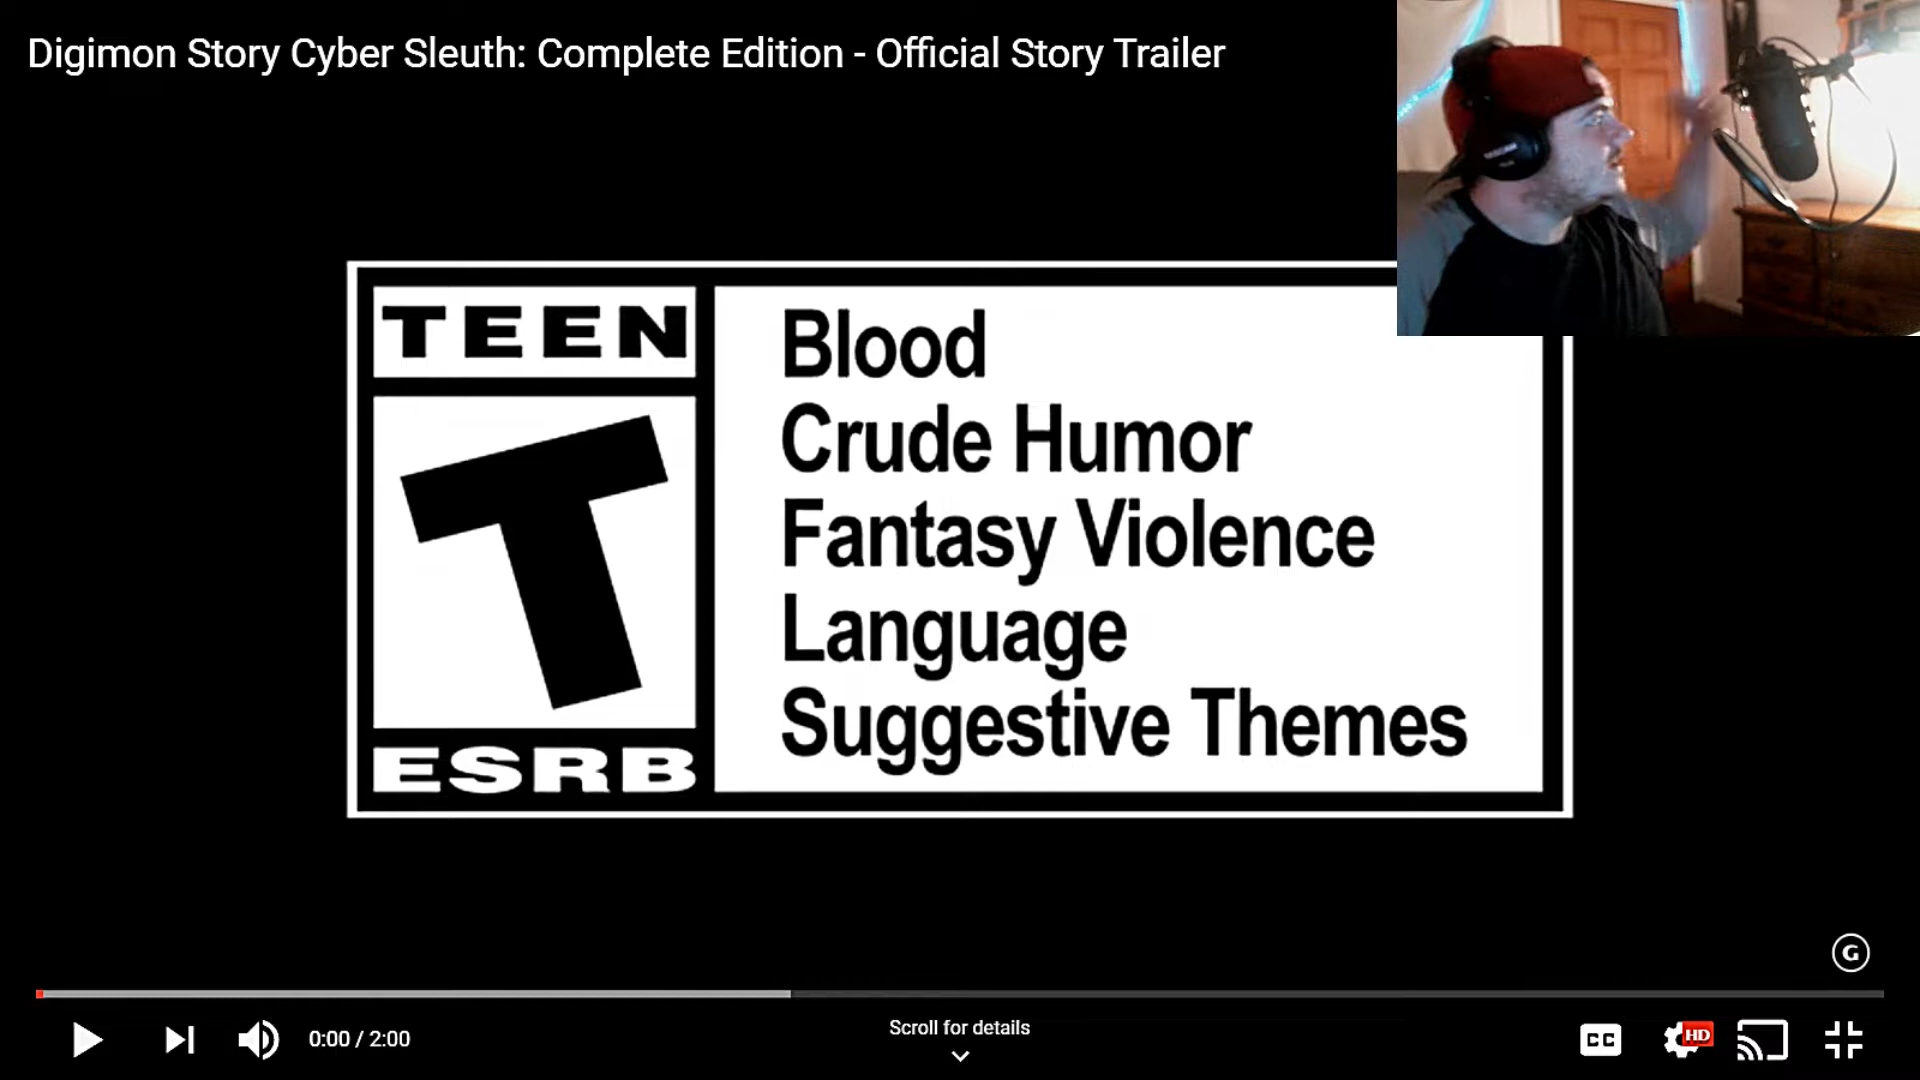 Digimon Story Cyber Sleuth: Complete Edition - Official Story Trailer
TEEN
T
ESRB
Blood
Crude Humor
Fantasy Violence
Language
Suggestive Themes
G
0:00 / 2:00
Scroll for details
CC
HD